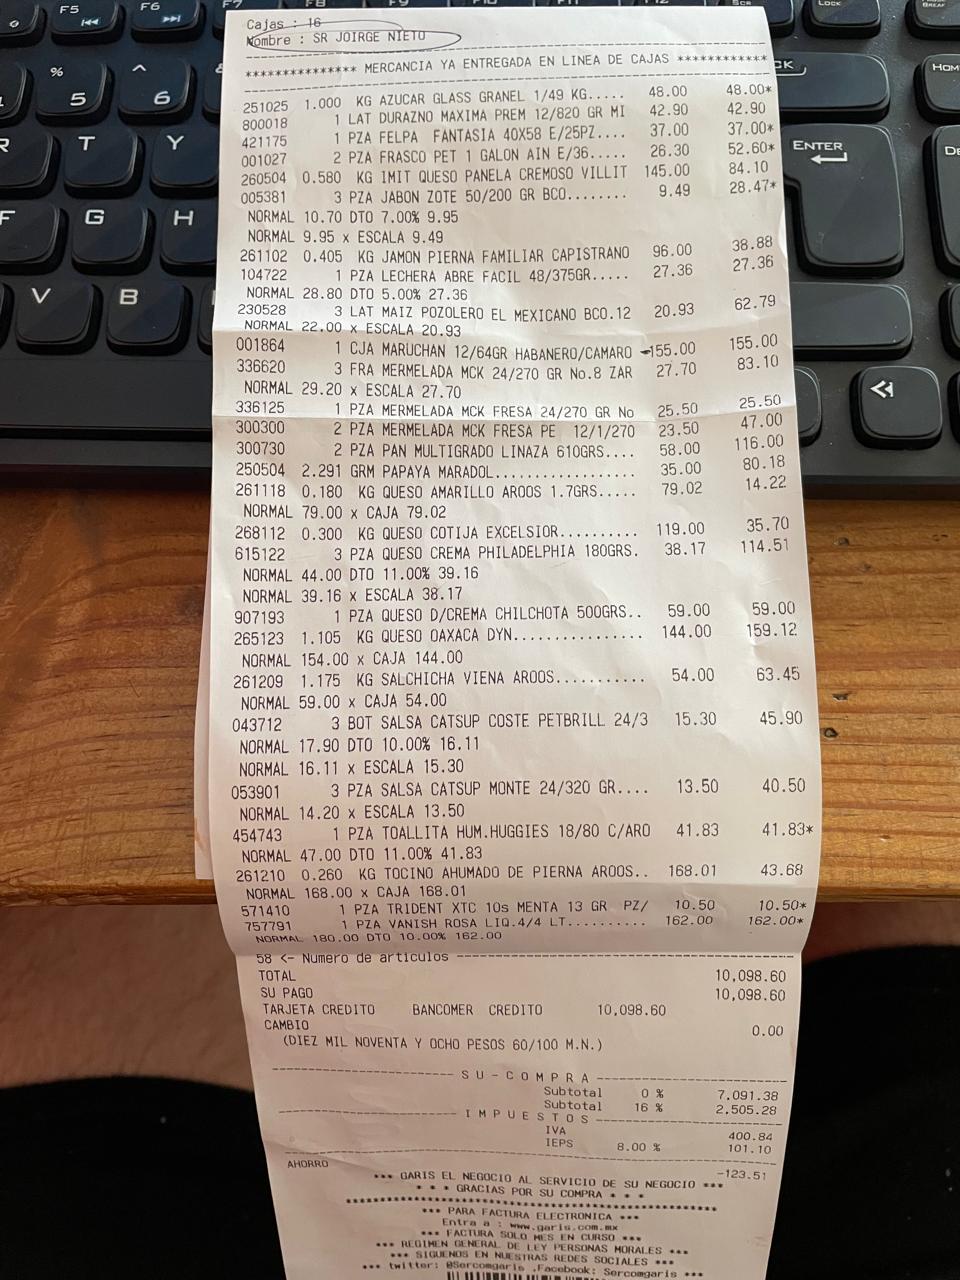 F5
F6
F7
F8
F9
F10
F11
F12
%
5
^
6
R
T
Y
F
G
H
V
B
ENTER
HOM
De
LOCK
BREAK
CK
Cajas : 16
Nombre : SR JOIRGE NIETO
*************** MERCANCIA YA ENTREGADA EN LINEA DE CAJAS ************
251025 1.000 KG AZUCAR GLASS GRANEL 1/49 KG..... 48.00 48.00*
800018 1 LAT DURAZNO MAXIMA PREM 12/820 GR MI 42.90 42.90
421175 1 PZA FELPA FANTASIA 40X58 E/25PZ.... 37.00 37.00*
001027 2 PZA FRASCO PET 1 GALON AIN E/36..... 26.30 52.60*
260504 0.580 KG IMIT QUESO PANELA CREMOSO VILLIT 145.00 84.10
005381 3 PZA JABON ZOTE 50/200 GR BCO........ 9.49 28.47*
NORMAL 10.70 DTO 7.00% 9.95
NORMAL 9.95 x ESCALA 9.49
261102 0.405 KG JAMON PIERNA FAMILIAR CAPISTRANO 96.00 38.88
104722 1 PZA LECHERA ABRE FACIL 48/375GR..... 27.36 27.36
NORMAL 28.80 DTO 5.00% 27.36
230528 3 LAT MAIZ POZOLERO EL MEXICANO BCO.12 20.93 62.79
NORMAL 22.00 x ESCALA 20.93
001864 1 CJA MARUCHAN 12/64GR HABANERO/CAMARO 155.00 155.00
336620 3 FRA MERMELADA MCK 24/270 GR No.8 ZAR 27.70 83.10
NORMAL 29.20 x ESCALA 27.70
336125 1 PZA MERMELADA MCK FRESA 24/270 GR No 25.50 25.50
300300 2 PZA MERMELADA MCK FRESA PE 12/1/270 23.50 47.00
300730 2 PZA PAN MULTIGRADO LINAZA 610GRS.... 58.00 116.00
250504 2.291 GRM PAPAYA MARADOL................ 35.00 80.18
261118 0.180 KG QUESO AMARILLO AROOS 1.7GRS..... 79.02 14.22
NORMAL 79.00 x CAJA 79.02
268112 0.300 KG QUESO COTIJA EXCELSIOR.......... 119.00 35.70
615122 3 PZA QUESO CREMA PHILADELPHIA 180GRS. 38.17 114.51
NORMAL 44.00 DTO 11.00% 39.16
NORMAL 39.16 x ESCALA 38.17
907193 1 PZA QUESO D/CREMA CHILCHOTA 500GRS.. 59.00 59.00
265123 1.105 KG QUESO OAXACA DYN................ 144.00 159.12
NORMAL 154.00 x CAJA 144.00
261209 1.175 KG SALCHICHA VIENA AROOS........... 54.00 63.45
NORMAL 59.00 x CAJA 54.00
043712 3 BOT SALSA CATSUP COSTE PETBRILL 24/3 15.30 45.90
NORMAL 17.90 DTO 10.00% 16.11
NORMAL 16.11 x ESCALA 15.30
053901 3 PZA SALSA CATSUP MONTE 24/320 GR.... 13.50 40.50
NORMAL 14.20 x ESCALA 13.50
454743 1 PZA TOALLITA HUM.HUGGIES 18/80 C/ARO 41.83 41.83*
NORMAL 47.00 DTO 11.00% 41.83
261210 0.260 KG TOCINO AHUMADO DE PIERNA AROOS.. 168.01 43.68
NORMAL 168.00 x CAJA 168.01
571410 1 PZA TRIDENT XTC 10s MENTA 13 GR PZ/ 10.50 10.50*
757791 1 PZA VANISH ROSA LIQ.4/4 LT......... 162.00 162.00*
NORMAL 180.00 DTO 10.00% 162.00
58 <- Numero de articulos
TOTAL 10,098.60
SU PAGO 10,098.60
TARJETA CREDITO BANCOMER CREDITO 10,098.60
CAMBIO 0.00
(DIEZ MIL NOVENTA Y OCHO PESOS 60/100 M.N.)
S U - C O M P R A
Subtotal 0 % 7,091.38
Subtotal 16 % 2,505.28
I M P U E S T O S
IVA 400.84
IEPS 8.00 % 101.10
AHORRO -123.51
*** GARIS EL NEGOCIO AL SERVICIO DE SU NEGOCIO ***
* * * GRACIAS POR SU COMPRA * * *
*** PARA FACTURA ELECTRONICA ***
Entra a : www.garis.com.mx
*** FACTURA SOLO MES EN CURSO ***
*** REGIMEN GENERAL DE LEY PERSONAS MORALES ***
*** SIGUENOS EN NUESTRAS REDES SOCIALES ***
*** twitter: @Sercomgaris ,Facebook: Sercomgaris ***